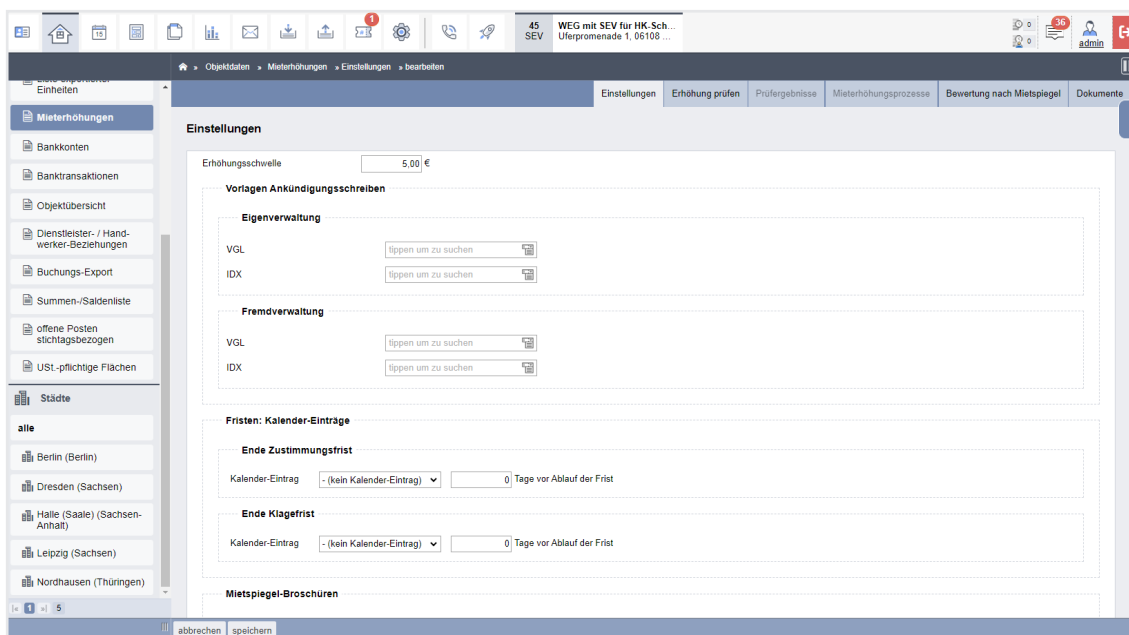 15
1
45
SEV
WEG mit SEV für HK-Sch...
Uferpromenade 1, 06108 ...
0
0
36
admin
» Objektdaten » Mieterhöhungen » Einstellungen » bearbeiten
Einheiten
Mieterhöhungen
Bankkonten
Banktransaktionen
Objektübersicht
Dienstleister- / Hand-
werker-Beziehungen
Buchungs-Export
Summen-/Saldenliste
offene Posten
stichtagsbezogen
USt.-pflichtige Flächen
Städte
alle
Berlin (Berlin)
Dresden (Sachsen)
Halle (Saale) (Sachsen-
Anhalt)
Leipzig (Sachsen)
Nordhausen (Thüringen)
1
5
Einstellungen
Erhöhung prüfen
Prüfergebnisse
Mieterhöhungsprozesse
Bewertung nach Mietspiegel
Dokumente
Einstellungen
Erhöhungsschwelle 5,00 €
Vorlagen Ankündigungsschreiben
Eigenverwaltung
VGL tippen um zu suchen
IDX tippen um zu suchen
Fremdverwaltung
VGL tippen um zu suchen
IDX tippen um zu suchen
Fristen: Kalender-Einträge
Ende Zustimmungsfrist
Kalender-Eintrag - (kein Kalender-Eintrag) 0 Tage vor Ablauf der Frist
Ende Klagefrist
Kalender-Eintrag - (kein Kalender-Eintrag) 0 Tage vor Ablauf der Frist
Mietspiegel-Broschüren
abbrechen speichern